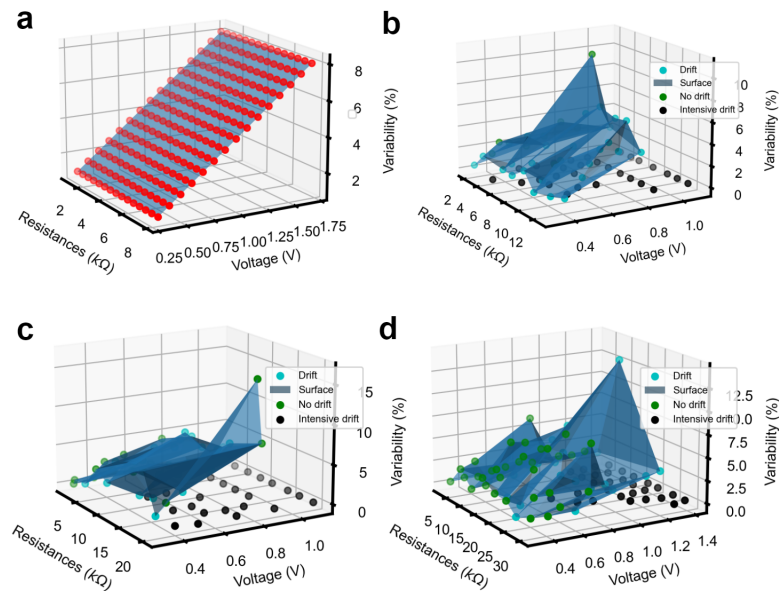 a
8
6
4
2
Variability (%)
2
4
6
8
Resistances (kΩ)
0.25
0.50
0.75
1.00
1.25
1.50
1.75
Voltage (V)
b
Drift
Surface
No drift
Intensive drift
10
8
6
4
2
0
Variability (%)
2
4
6
8
10
12
Resistances (kΩ)
0.4
0.6
0.8
1.0
Voltage (V)
c
Drift
Surface
No drift
Intensive drift
15
10
5
0
Variability (%)
5
10
15
20
Resistances (kΩ)
0.4
0.6
0.8
1.0
Voltage (V)
d
Drift
Surface
No drift
Intensive drift
12.5
10.0
7.5
5.0
2.5
0.0
Variability (%)
5
10
15
20
25
30
Resistances (kΩ)
0.4
0.6
0.8
1.0
1.2
1.4
Voltage (V)